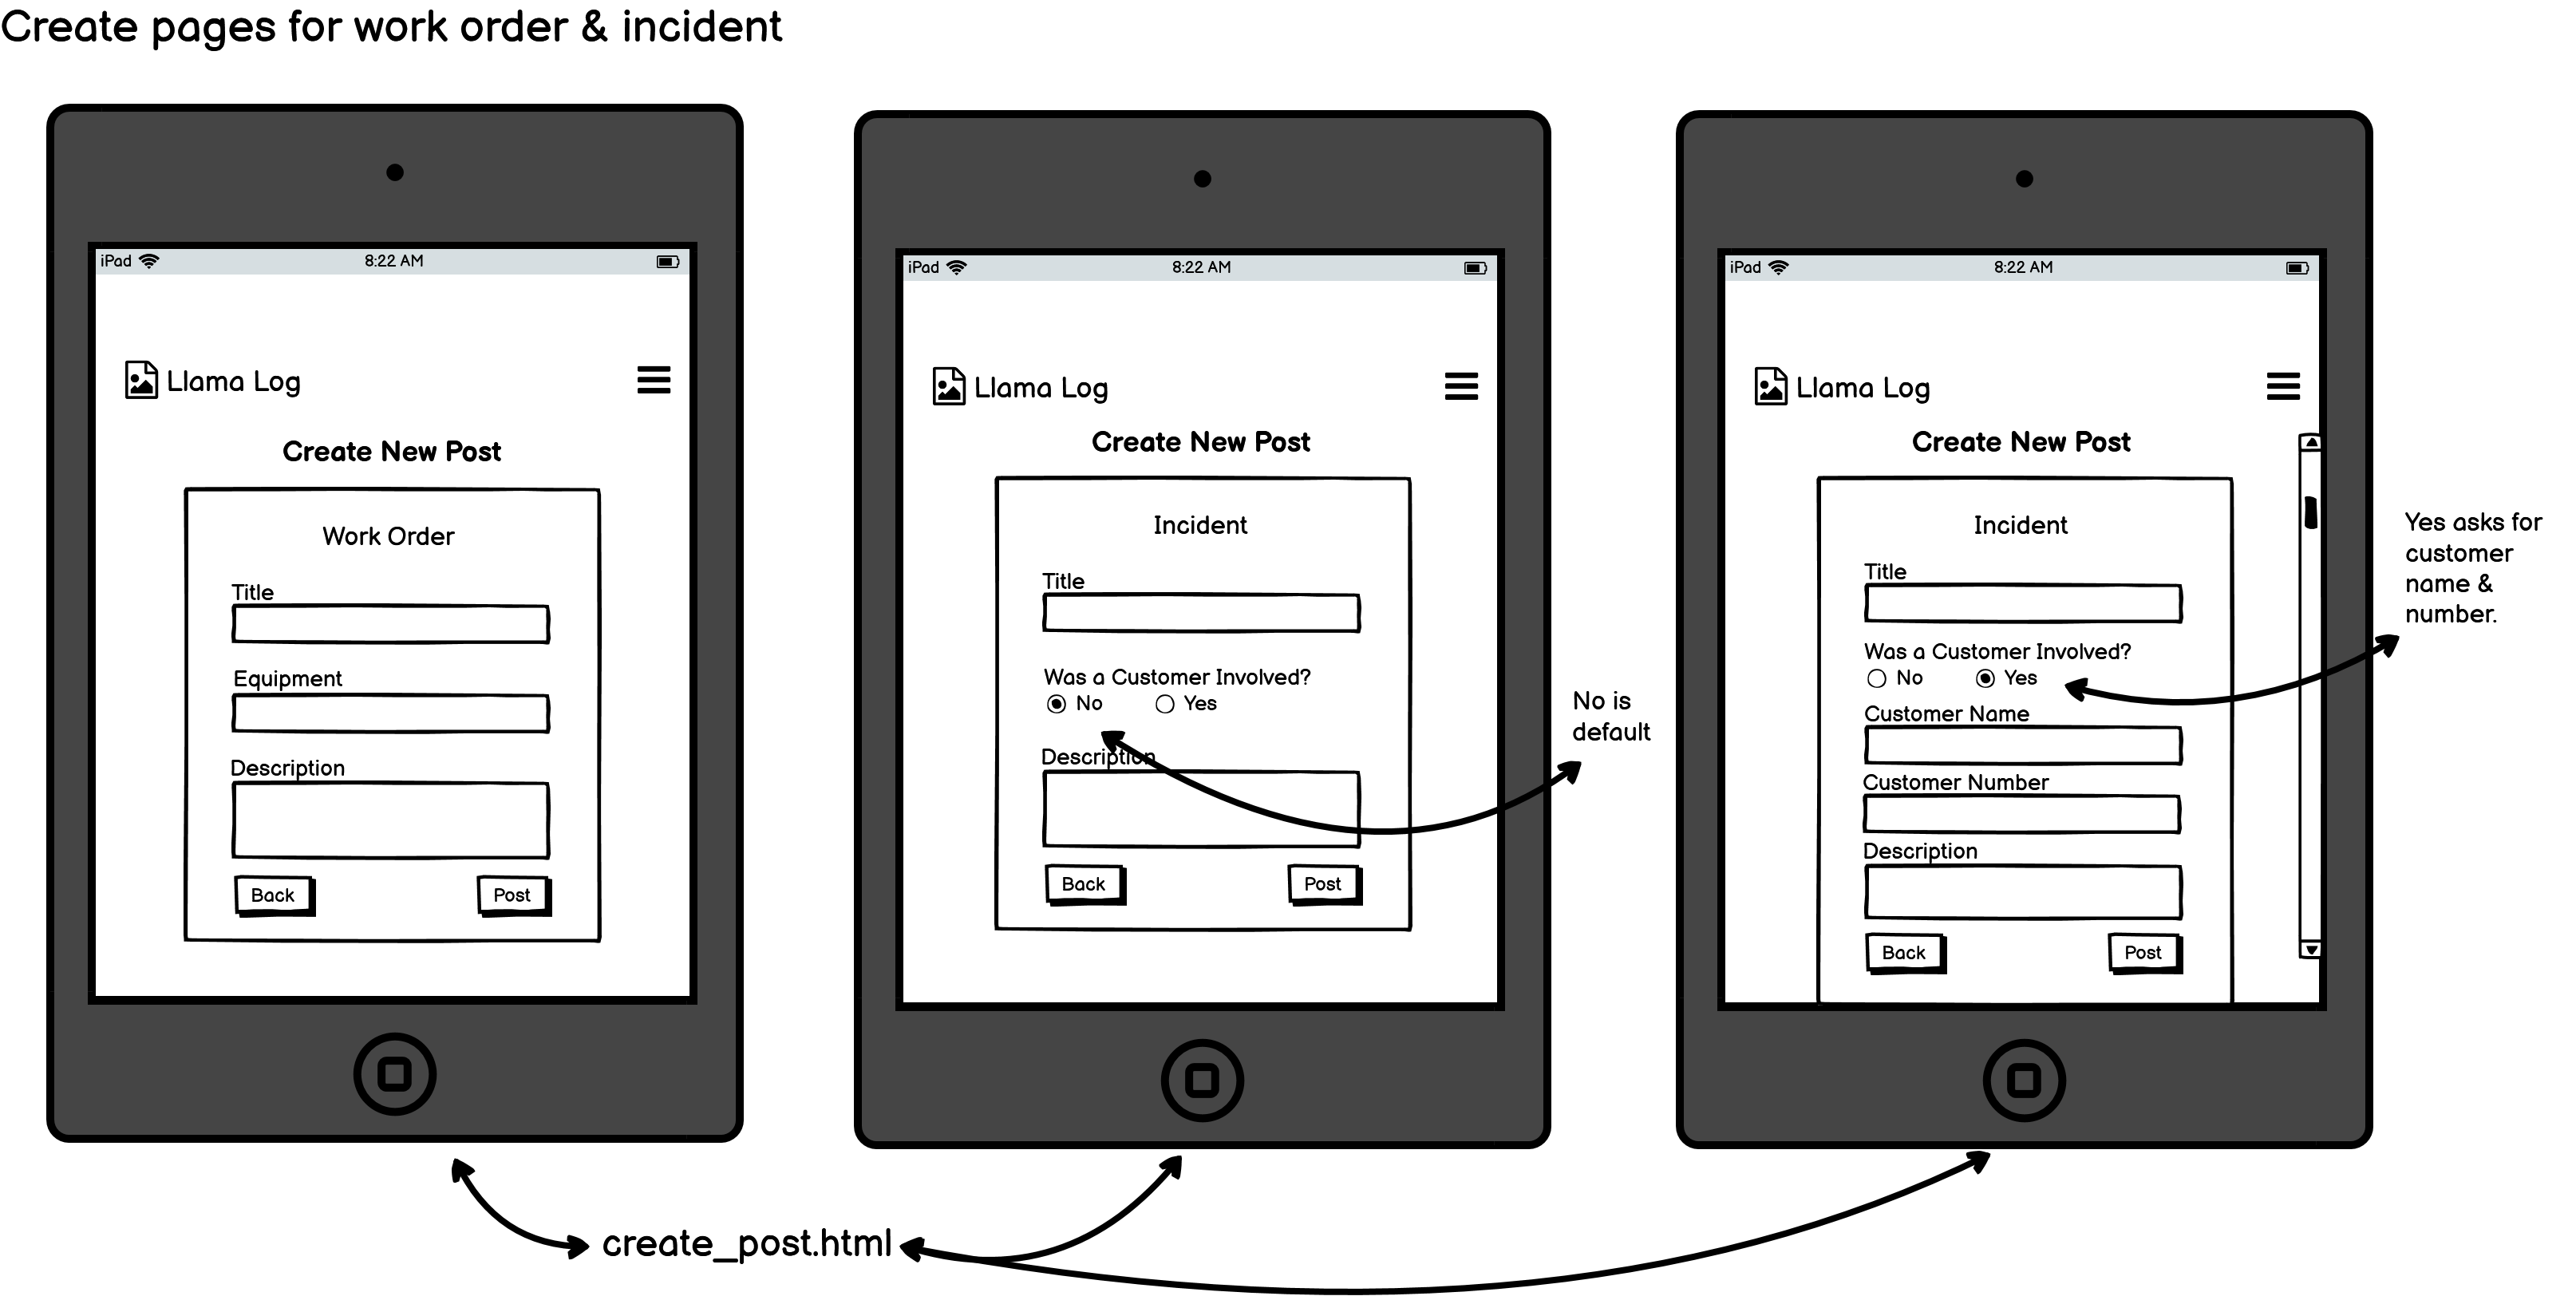 Create pages for work order & incident
iPad
8:22 AM
Llama Log
Create New Post
Work Order
Title
Equipment
Description
Back
Post
iPad
8:22 AM
Llama Log
Create New Post
Incident
Title
Was a Customer Involved?
No
Yes
Description
Back
Post
No is
default
iPad
8:22 AM
Llama Log
Create New Post
Incident
Title
Was a Customer Involved?
No
Yes
Customer Name
Customer Number
Description
Back
Post
Yes asks for
customer
name &
number.
create_post.html